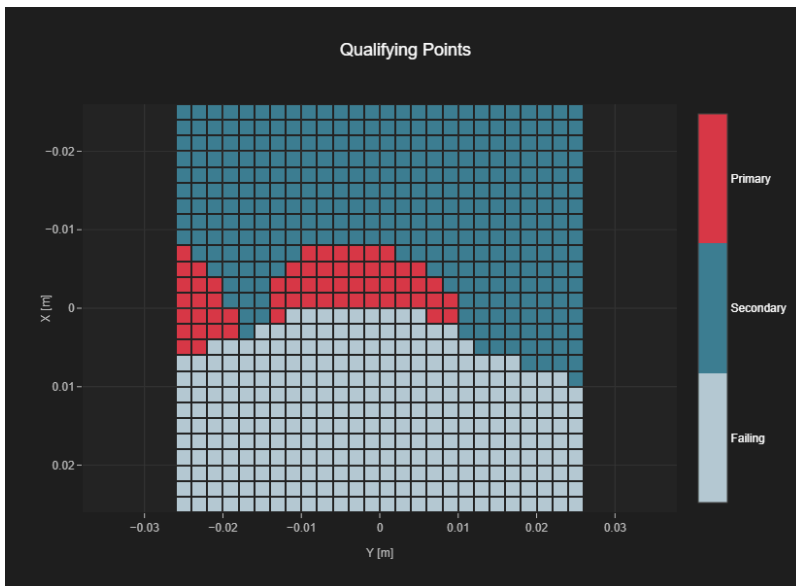 Qualifying Points
Primary
−0.02
−0.01
Secondary
0
0.01
Failing
0.02
X [m]
−0.03
−0.02
−0.01
0
0.01
0.02
0.03
Y [m]